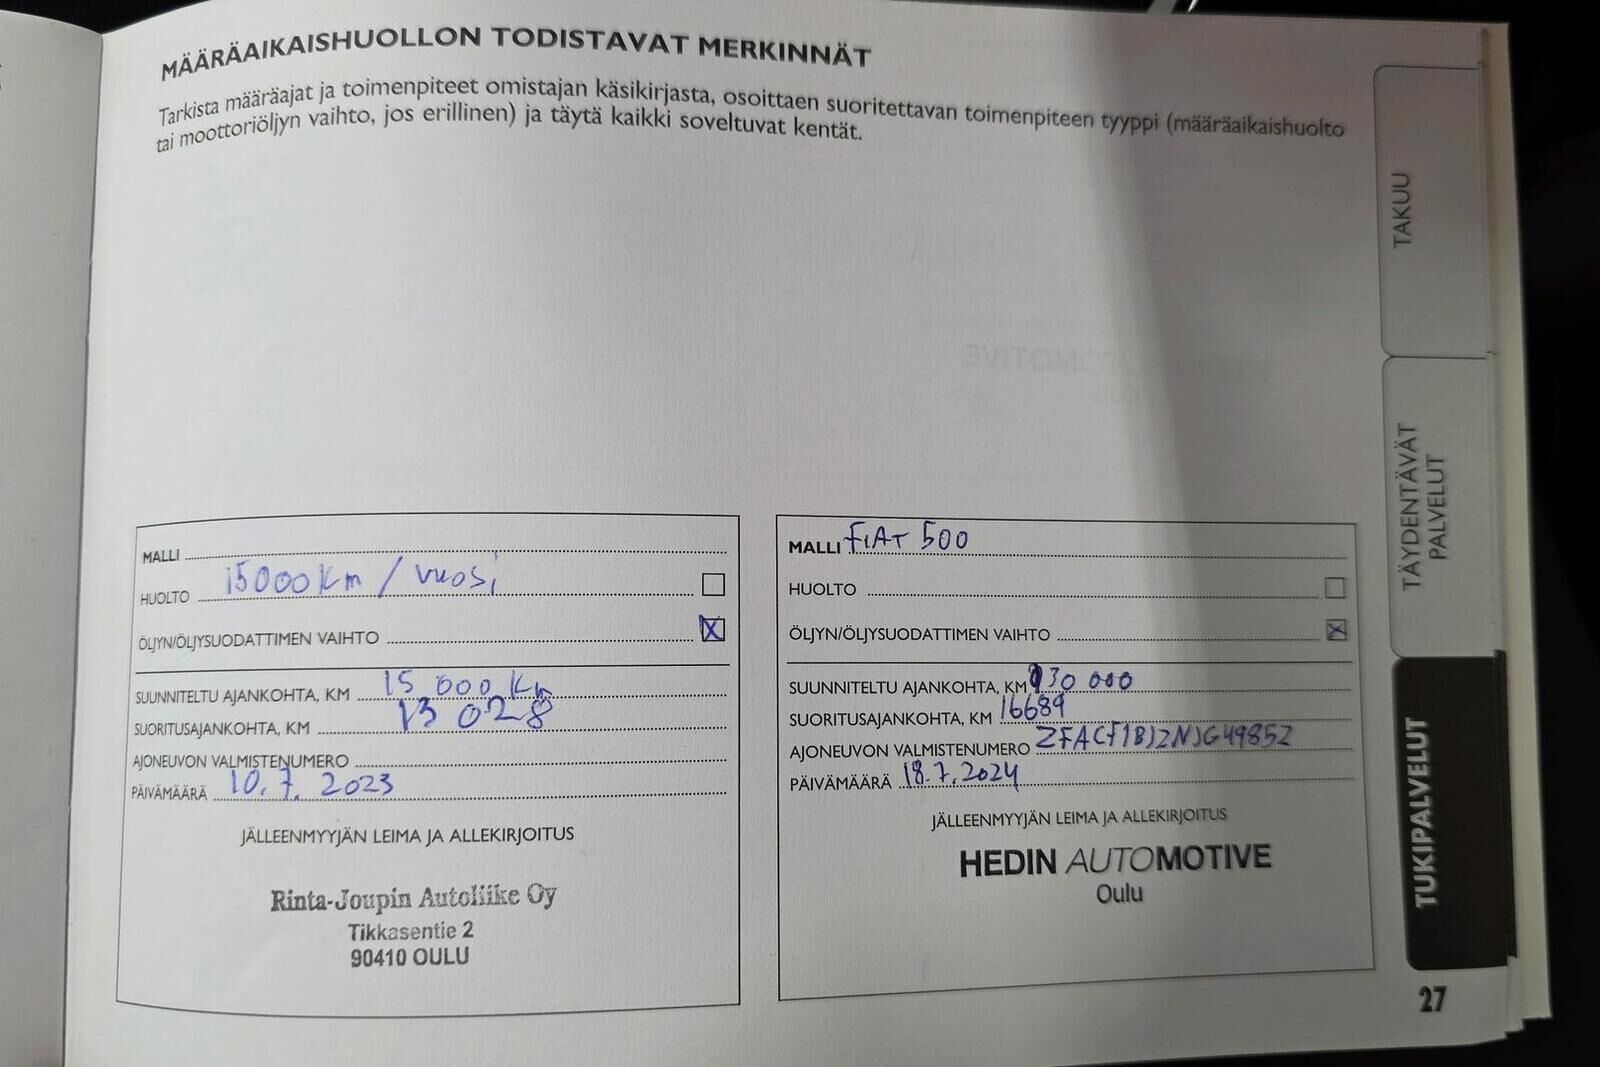 MÄÄRÄAIKAISHUOLLON TODISTAVAT MERKINNÄT
Tarkista määräajat ja toimenpiteet omistajan käsikirjasta, osoittaen suoritettavan toimenpiteen tyyppi (määräaikaishuolto
tai moottoriöljyn vaihto, jos erillinen) ja täytä kaikki soveltuvat kentät.
MALLI
HUOLTO 15000 Km / vuosi
ÖLJYN/ÖLJYSUODATTIMEN VAIHTO X
SUUNNITELTU AJANKOHTA, KM 15 000 Km
SUORITUSAJANKOHTA, KM 13 028
AJONEUVON VALMISTENUMERO
PÄIVÄMÄÄRÄ 10.7.2023
JÄLLEENMYYJÄN LEIMA JA ALLEKIRJOITUS
Rinta-Joupin Autoliike Oy
Tikkasentie 2
90410 OULU
MALLI FIAT 500
HUOLTO
ÖLJYN/ÖLJYSUODATTIMEN VAIHTO X
SUUNNITELTU AJANKOHTA, KM 30 000
SUORITUSAJANKOHTA, KM 16689
AJONEUVON VALMISTENUMERO
PÄIVÄMÄÄRÄ 18.7.2024
JÄLLEENMYYJÄN LEIMA JA ALLEKIRJOITUS
HEDIN AUTOMOTIVE
Oulu
TAKUU
TÄYDENTÄVÄT
PALVELUT
TUKIPALVELUT
27